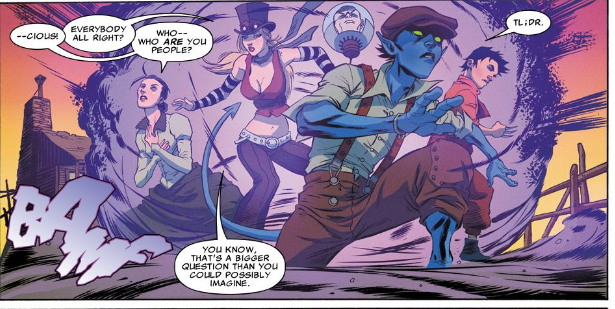 --CIOUS!
EVERYBODY
ALL RIGHT?
WHO--
WHO ARE YOU
PEOPLE?
TL;DR.
BAMF
YOU KNOW,
THAT'S A BIGGER
QUESTION THAN YOU
COULD POSSIBLY
IMAGINE.